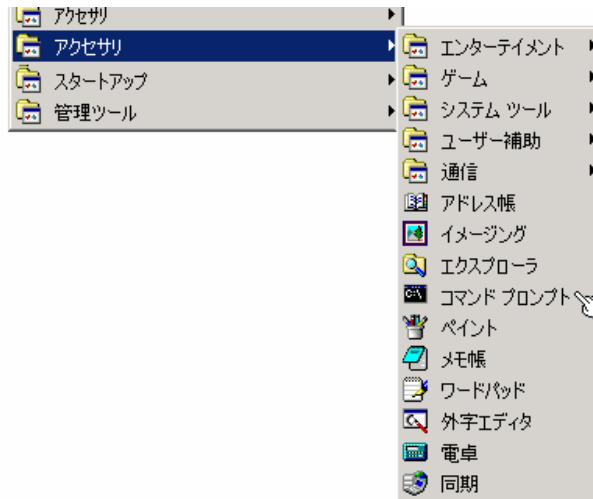 アクセサリ
アクセサリ
スタートアップ
管理ツール
エンターテイメント
ゲーム
システム ツール
ユーザー補助
通信
アドレス帳
イメージング
エクスプローラ
コマンド プロンプト
ペイント
メモ帳
ワードパッド
外字エディタ
電卓
同期